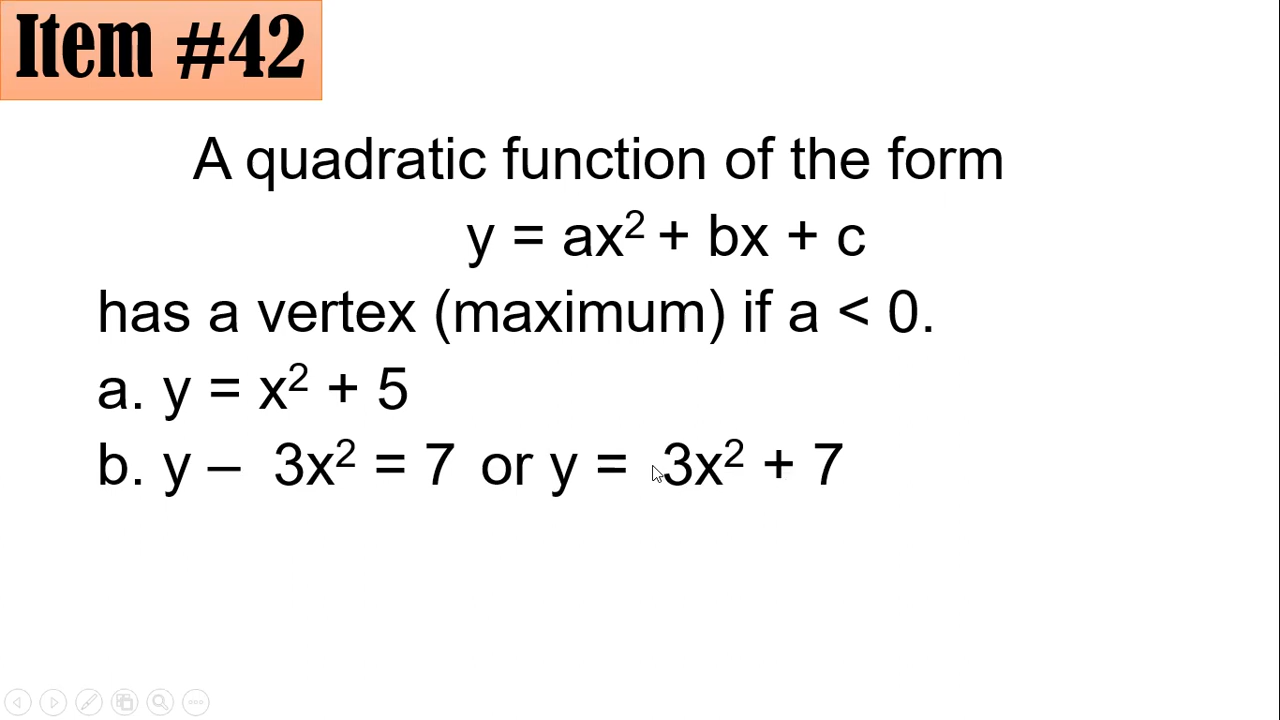 Item #42
A quadratic function of the form
y = ax² + bx + c
has a vertex (maximum) if a < 0.
a. y = x² + 5
b. y – 3x² = 7 or y = 3x² + 7